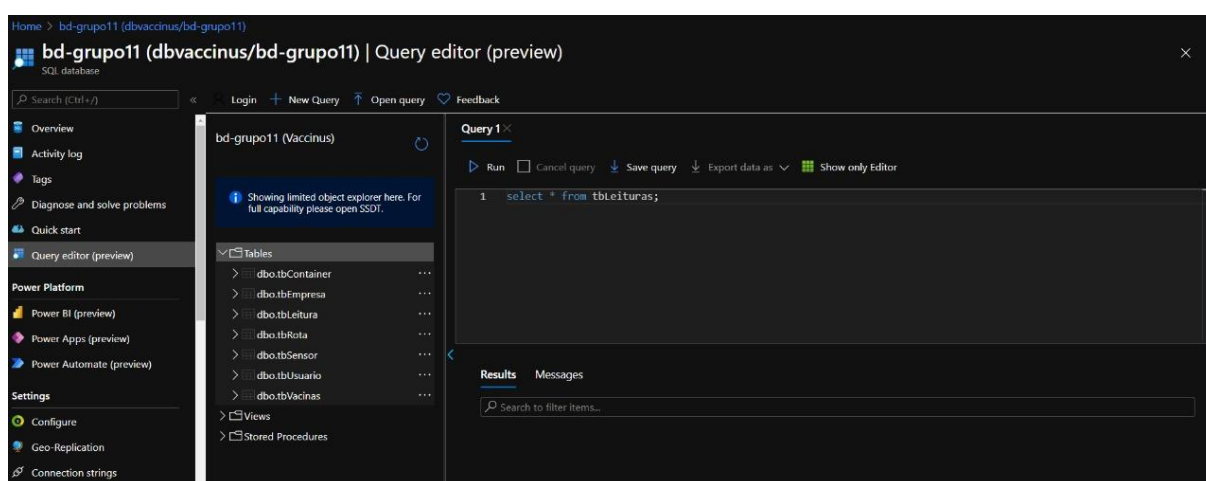 Home > bd-grupo11 (dbvaccinus/bd-grupo11)
bd-grupo11 (dbvaccinus/bd-grupo11) | Query editor (preview)
SQL database
Search (Ctrl+/)
«
Login
New Query
Open query
Feedback
Overview
Activity log
Tags
Diagnose and solve problems
Quick start
Query editor (preview)
Power Platform
Power BI (preview)
Power Apps (preview)
Power Automate (preview)
Settings
Configure
Geo-Replication
Connection strings
bd-grupo11 (Vaccinus)
Showing limited object explorer here. For
full capability please open SSDT.
Tables
dbo.tbContainer
dbo.tbEmpresa
dbo.tbLeitura
dbo.tbRota
dbo.tbSensor
dbo.tbUsuario
dbo.tbVacinas
Views
Stored Procedures
Query 1
Run
Cancel query
Save query
Export data as
Show only Editor
1 select * from tbLeituras;
Results Messages
Search to filter items...